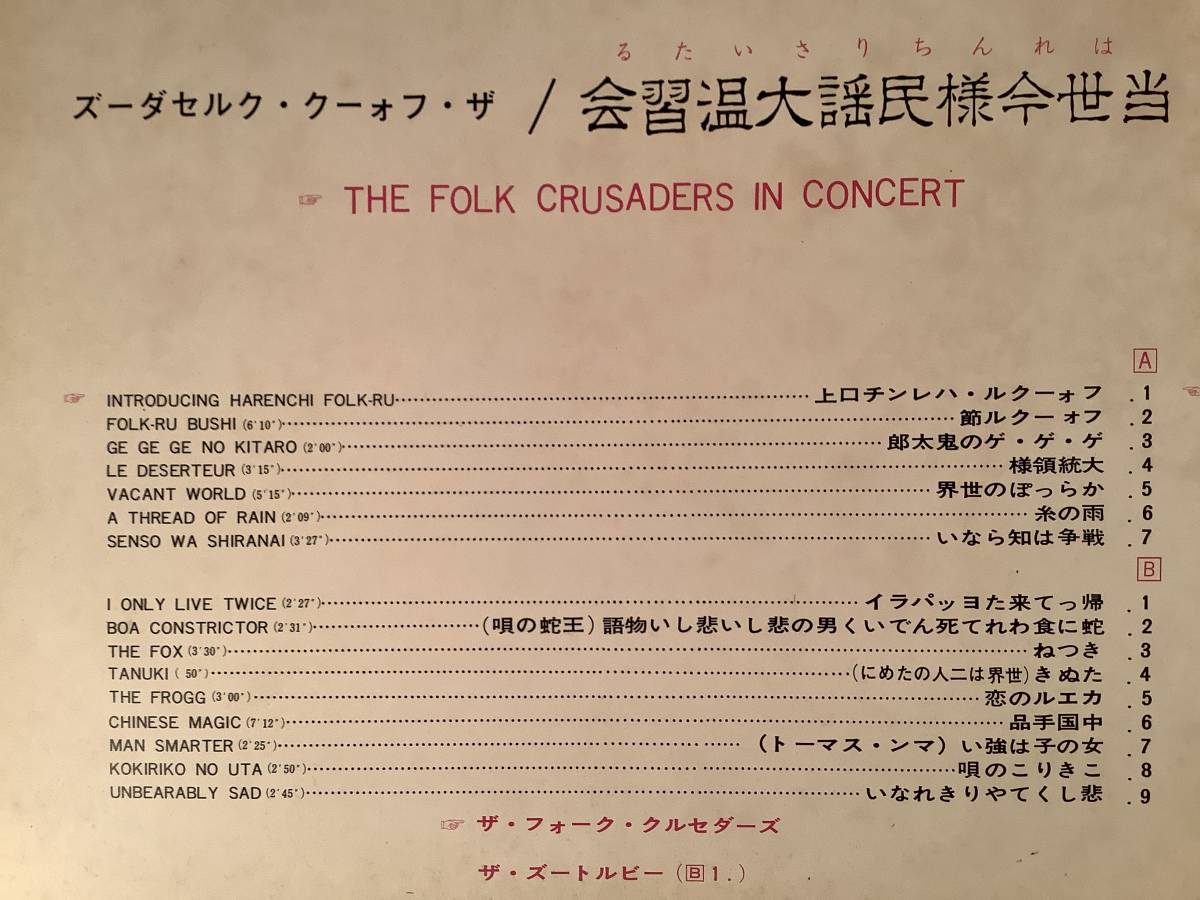 はれんちりさいたる
当世今様民謡大温習会 / ザ・フォーク・クルセダーズ
☞ THE FOLK CRUSADERS IN CONCERT
A
1. フォークル・ハレンチ口上 INTRODUCING HARENCHI FOLK-RU
2. フォークル節 FOLK-RU BUSHI (6'10")
3. ゲ・ゲ・ゲの鬼太郎 GE GE GE NO KITARO (2'00")
4. 大統領様 LE DESERTEUR (3'15")
5. からっぽの世界 VACANT WORLD (5'15")
6. 雨の糸 A THREAD OF RAIN (2'09")
7. 戦争は知らない SENSO WA SHIRANAI (3'27")
B
1. 帰って来たヨッパライ I ONLY LIVE TWICE (2'27")
2. 蛇に食われて死んでいく男の悲しい悲しい物語(王蛇の唄) BOA CONSTRICTOR (2'31")
3. きつね THE FOX (3'30")
4. たぬき(世界は二人のために) TANUKI ( 50")
5. カエルの恋 THE FROGG (3'00")
6. 中国手品 CHINESE MAGIC (7'12")
7. 女の子は強い(マン・スマート) MAN SMARTER (2'25")
8. こきりこの唄 KOKIRIKO NO UTA (2'50")
9. 悲しくてやりきれない UNBEARABLY SAD (2'45")
☞ ザ・フォーク・クルセダーズ
ザ・ズートルビー (B1.)